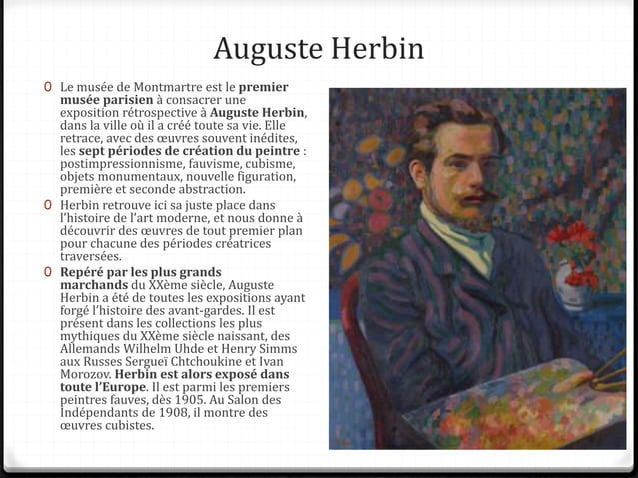 Auguste Herbin
O Le musée de Montmartre est le premier
musée parisien à consacrer une
exposition rétrospective à Auguste Herbin,
dans la ville où il a créé toute sa vie. Elle
retrace, avec des œuvres souvent inédites,
les sept périodes de création du peintre :
postimpressionnisme, fauvisme, cubisme,
objets monumentaux, nouvelle figuration,
première et seconde abstraction.
O Herbin retrouve ici sa juste place dans
l'histoire de l'art moderne, et nous donne à
découvrir des œuvres de tout premier plan
pour chacune des périodes créatrices
traversées.
O Repéré par les plus grands
marchands du XXème siècle, Auguste
Herbin a été de toutes les expositions ayant
forgé l'histoire des avant-gardes. Il est
présent dans les collections les plus
mythiques du XXème siècle naissant, des
Allemands Wilhelm Uhde et Henry Simms
aux Russes Sergueï Chtchoukine et Ivan
Morozov. Herbin est alors exposé dans
toute l'Europe. Il est parmi les premiers
peintres fauves, dès 1905. Au Salon des
Indépendants de 1908, il montre des
œuvres cubistes.